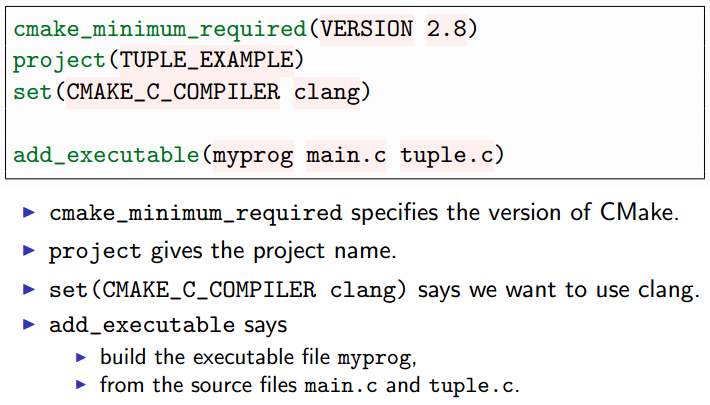 cmake_minimum_required(VERSION 2.8)
project(TUPLE_EXAMPLE)
set(CMAKE_C_COMPILER clang)
add_executable(myprog main.c tuple.c)
▶ cmake_minimum_required specifies the version of CMake.
▶ project gives the project name.
▶ set(CMAKE_C_COMPILER clang) says we want to use clang.
▶ add_executable says
▶ build the executable file myprog,
▶ from the source files main.c and tuple.c.